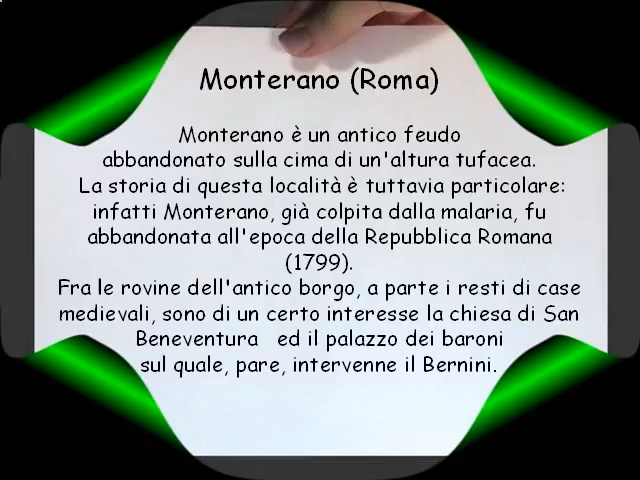 Monterano (Roma)
Monterano è un antico feudo
abbandonato sulla cima di un'altura tufacea.
La storia di questa località è tuttavia particolare:
infatti Monterano, già colpita dalla malaria, fu
abbandonata all'epoca della Repubblica Romana
(1799).
Fra le rovine dell'antico borgo, a parte i resti di case
medievali, sono di un certo interesse la chiesa di San
Beneventura ed il palazzo dei baroni
sul quale, pare, intervenne il Bernini.